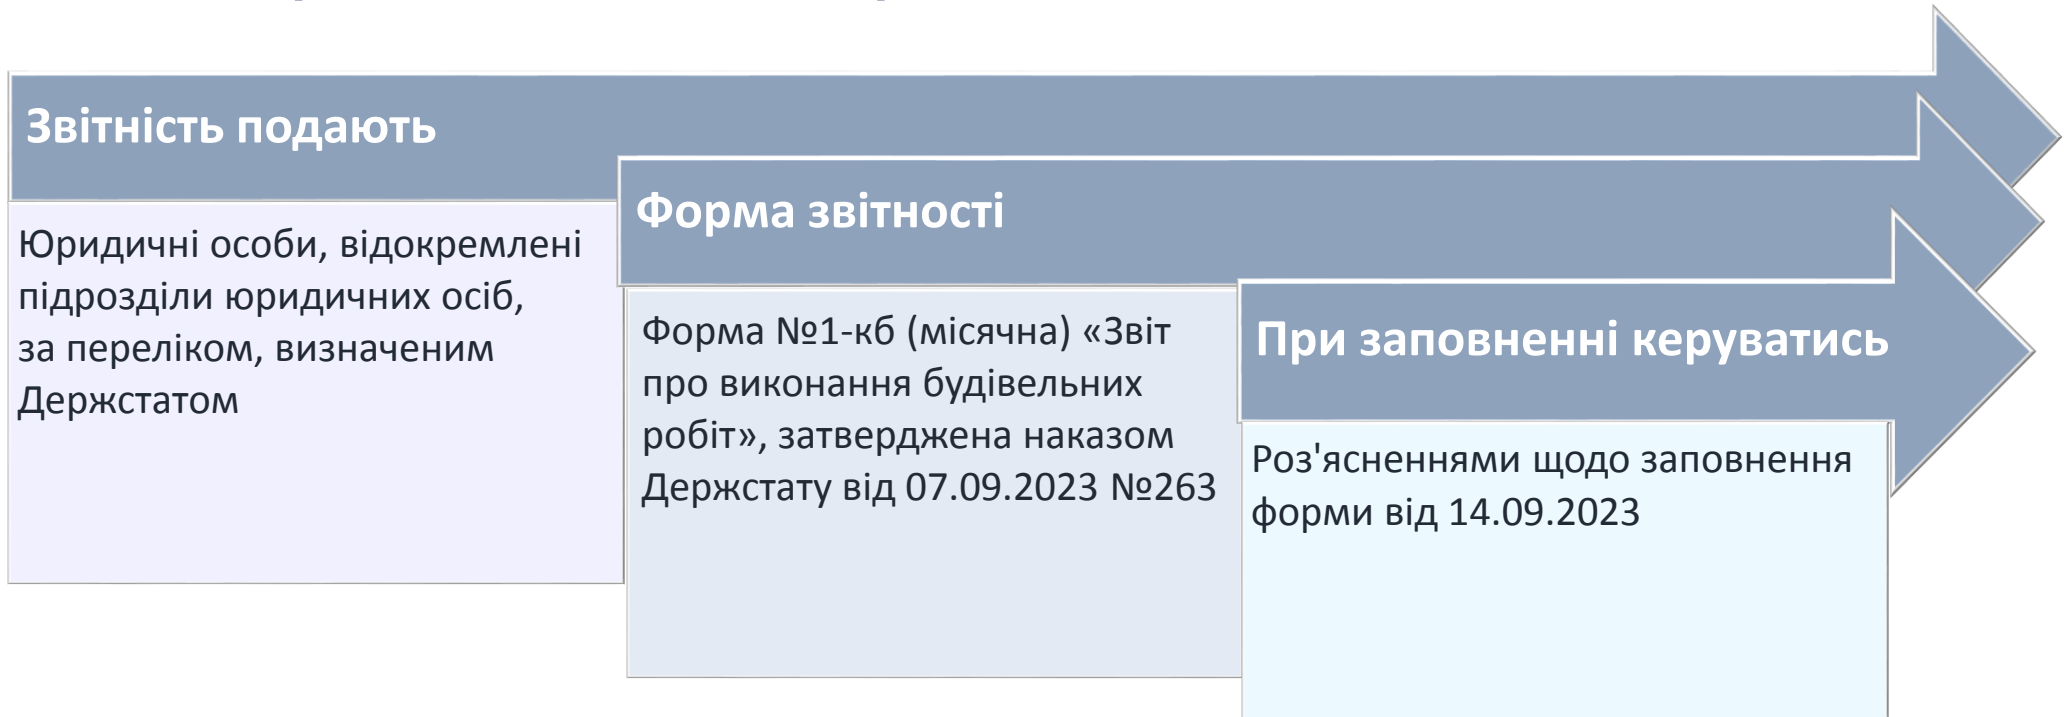 Звітність подають
Юридичні особи, відокремлені
підрозділи юридичних осіб,
за переліком, визначеним
Держстатом
Форма звітності
Форма №1-кб (місячна) «Звіт
про виконання будівельних
робіт», затверджена наказом
Держстату від 07.09.2023 №263
При заповненні керуватись
Роз'ясненнями щодо заповнення
форми від 14.09.2023